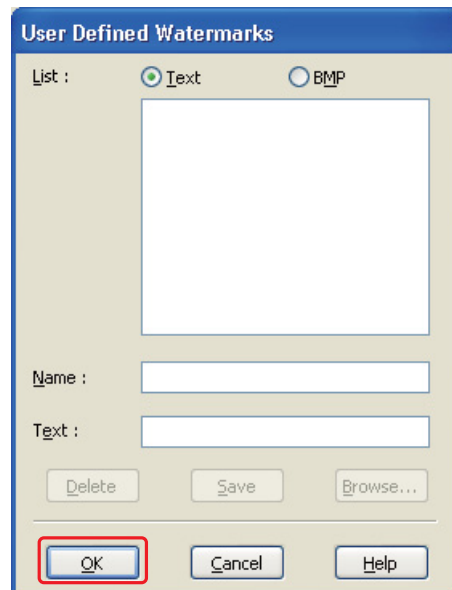 User Defined Watermarks
List : Text BMP
Name :
Text :
Delete Save Browse...
OK Cancel Help